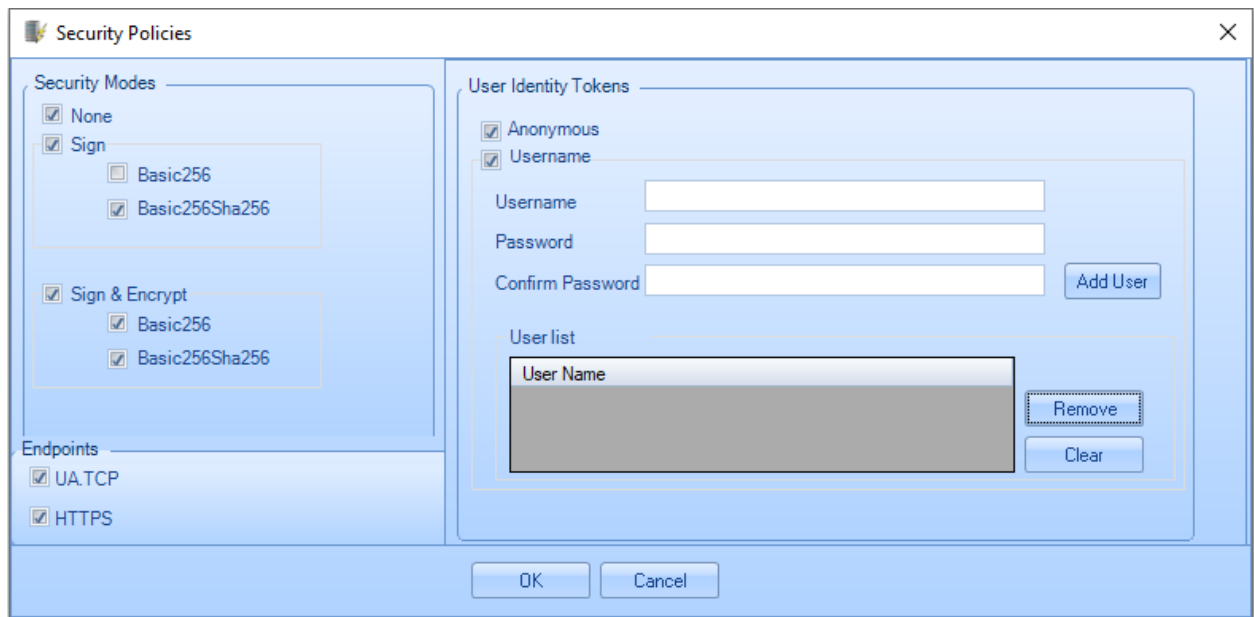 Security Policies
Security Modes
None
Sign
Basic256
Basic256Sha256
Sign & Encrypt
Basic256
Basic256Sha256
Endpoints
UA.TCP
HTTPS
User Identity Tokens
Anonymous
Username
Username
Password
Confirm Password
Add User
User list
User Name
Remove
Clear
OK
Cancel